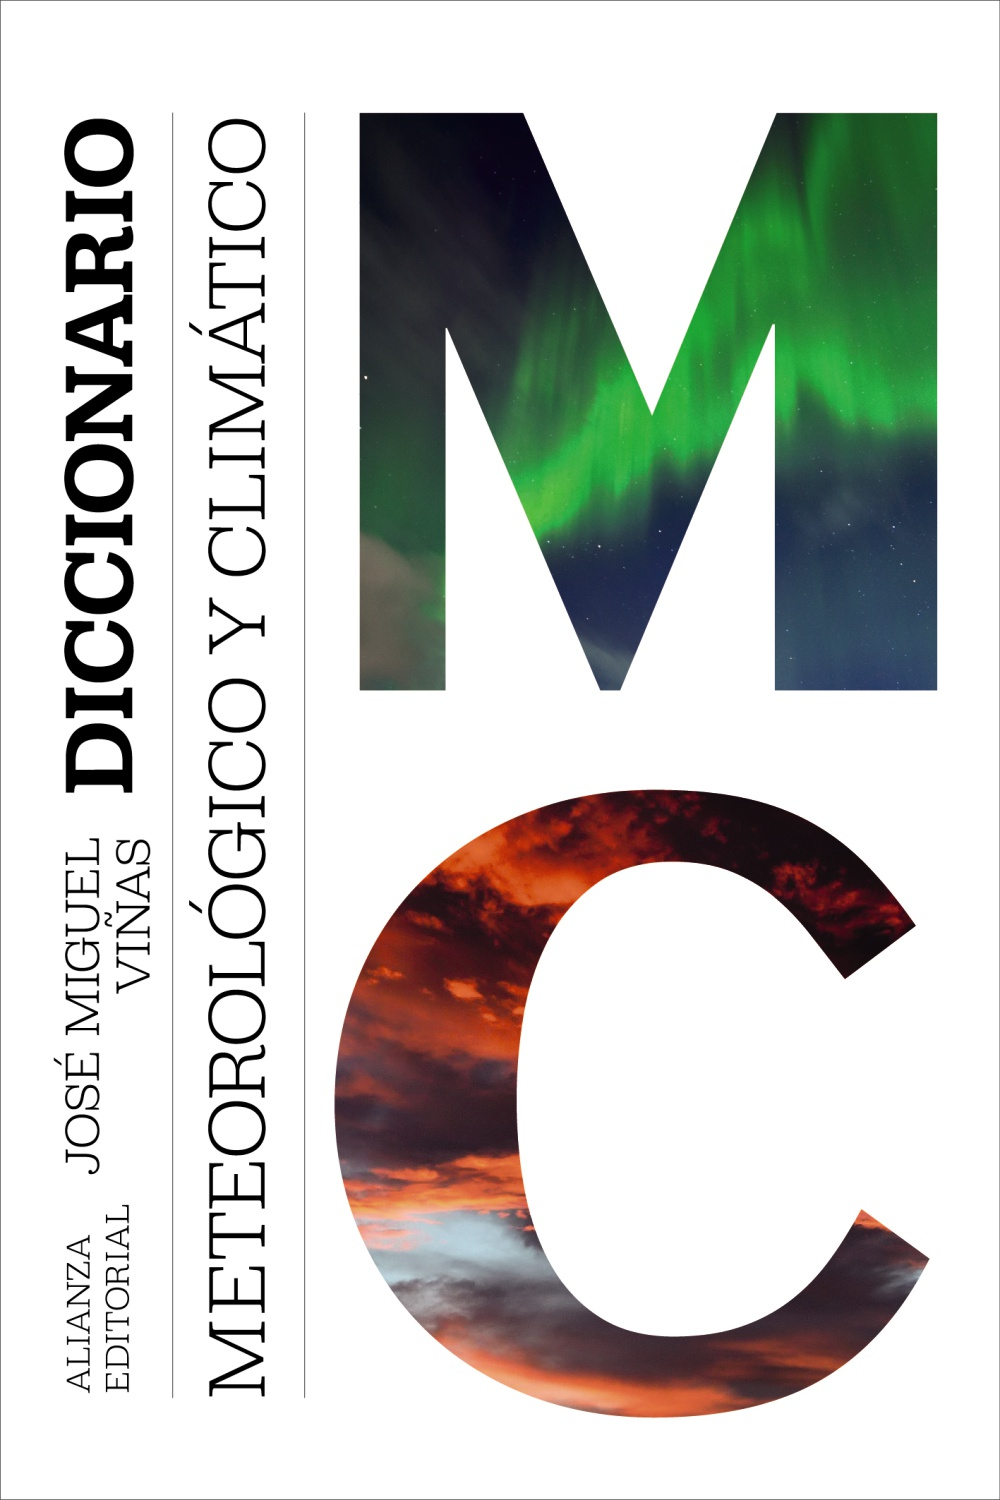 ALIANZA
EDITORIAL
JOSÉ MIGUEL
VIÑAS
DICCIONARIO
METEOROLÓGICO Y CLIMÁTICO
M
C